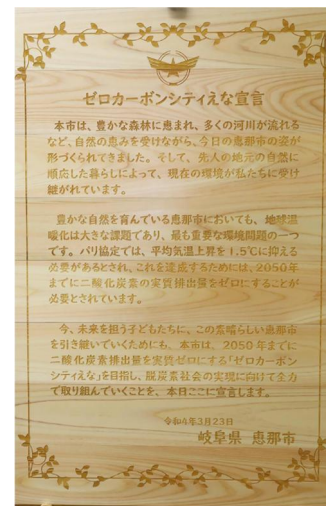 ゼロカーボンシティえな宣言
本市は、豊かな森林に恵まれ、多くの河川が流れる
など、自然の恵みを受けながら、今日の恵那市の姿が
形づくられてきました。そして、先人の地元の自然に
順応した暮らしによって、現在の環境が私たちに受け
継がれています。
豊かな自然を育んでいる恵那市においても、地球温
暖化は大きな課題であり、最も重要な環境問題の一つ
です。パリ協定では、平均気温上昇を1.5℃に抑える
必要があるとされ、これを達成するためには、2050年
までに二酸化炭素の実質排出量をゼロにすることが
必要とされています。
今、未来を担う子どもたちに、この素晴らしい恵那市
を引き継いでいくためにも、本市は、2050年までに
二酸化炭素排出量を実質ゼロにする「ゼロカーボン
シティえな」を目指し、脱炭素社会の実現に向けて全力
で取り組んでいくことを、本日ここに宣言します。
令和4年3月23日
岐阜県 恵那市